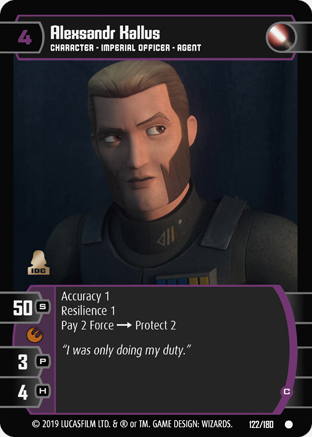 4
Alexsandr Kallus
CHARACTER - IMPERIAL OFFICER - AGENT
IDC
50 S
Accuracy 1
Resilience 1
Pay 2 Force → Protect 2
"I was only doing my duty."
3 P
4 H
C
© 2019 LUCASFILM LTD. & ® or TM. GAME DESIGN: WIZARDS.
122/180